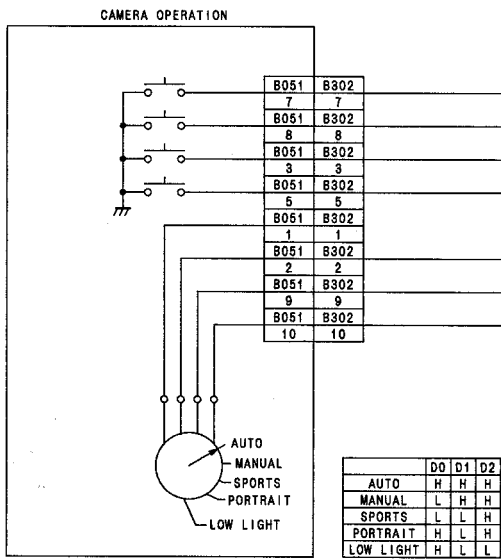 CAMERA OPERATION
B051 B302
7 7
B051 B302
8 8
B051 B302
3 3
B051 B302
5 5
B051 B302
1 1
B051 B302
2 2
B051 B302
9 9
B051 B302
10 10
AUTO
MANUAL
SPORTS
PORTRAIT
LOW LIGHT
D0 D1 D2
AUTO H H H
MANUAL L H H
SPORTS L L H
PORTRAIT H L H
LOW LIGHT H L L